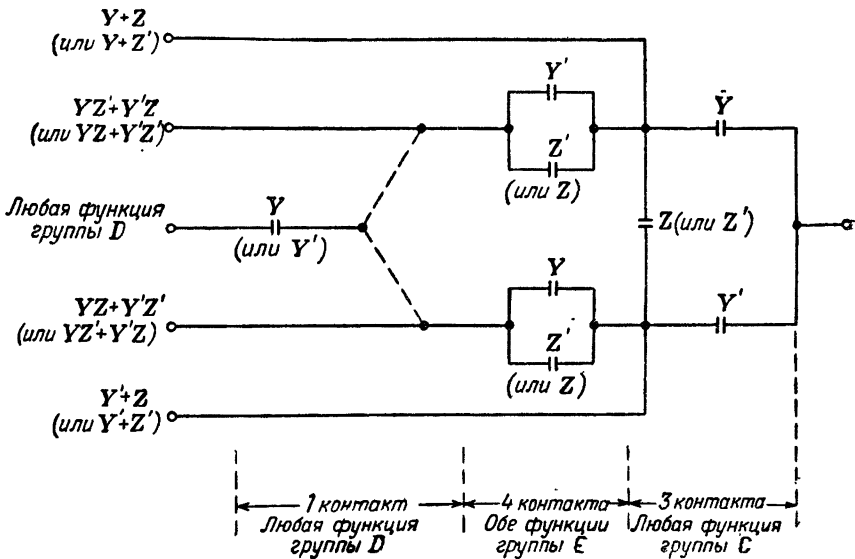 Y+Z
(или Y+Z')
YZ'+Y'Z
(или YZ+Y'Z')
Y'
Z'
(или Z)
Y
Любая функция
группы D
Y
(или Y')
Z (или Z')
YZ+Y'Z'
(или YZ'+Y'Z)
Y
Z'
(или Z)
Y'
Y'+Z
(или Y'+Z')
1 контакт
Любая функция
группы D
4 контакта
Обе функции
группы E
3 контакта
Любая функция
группы C